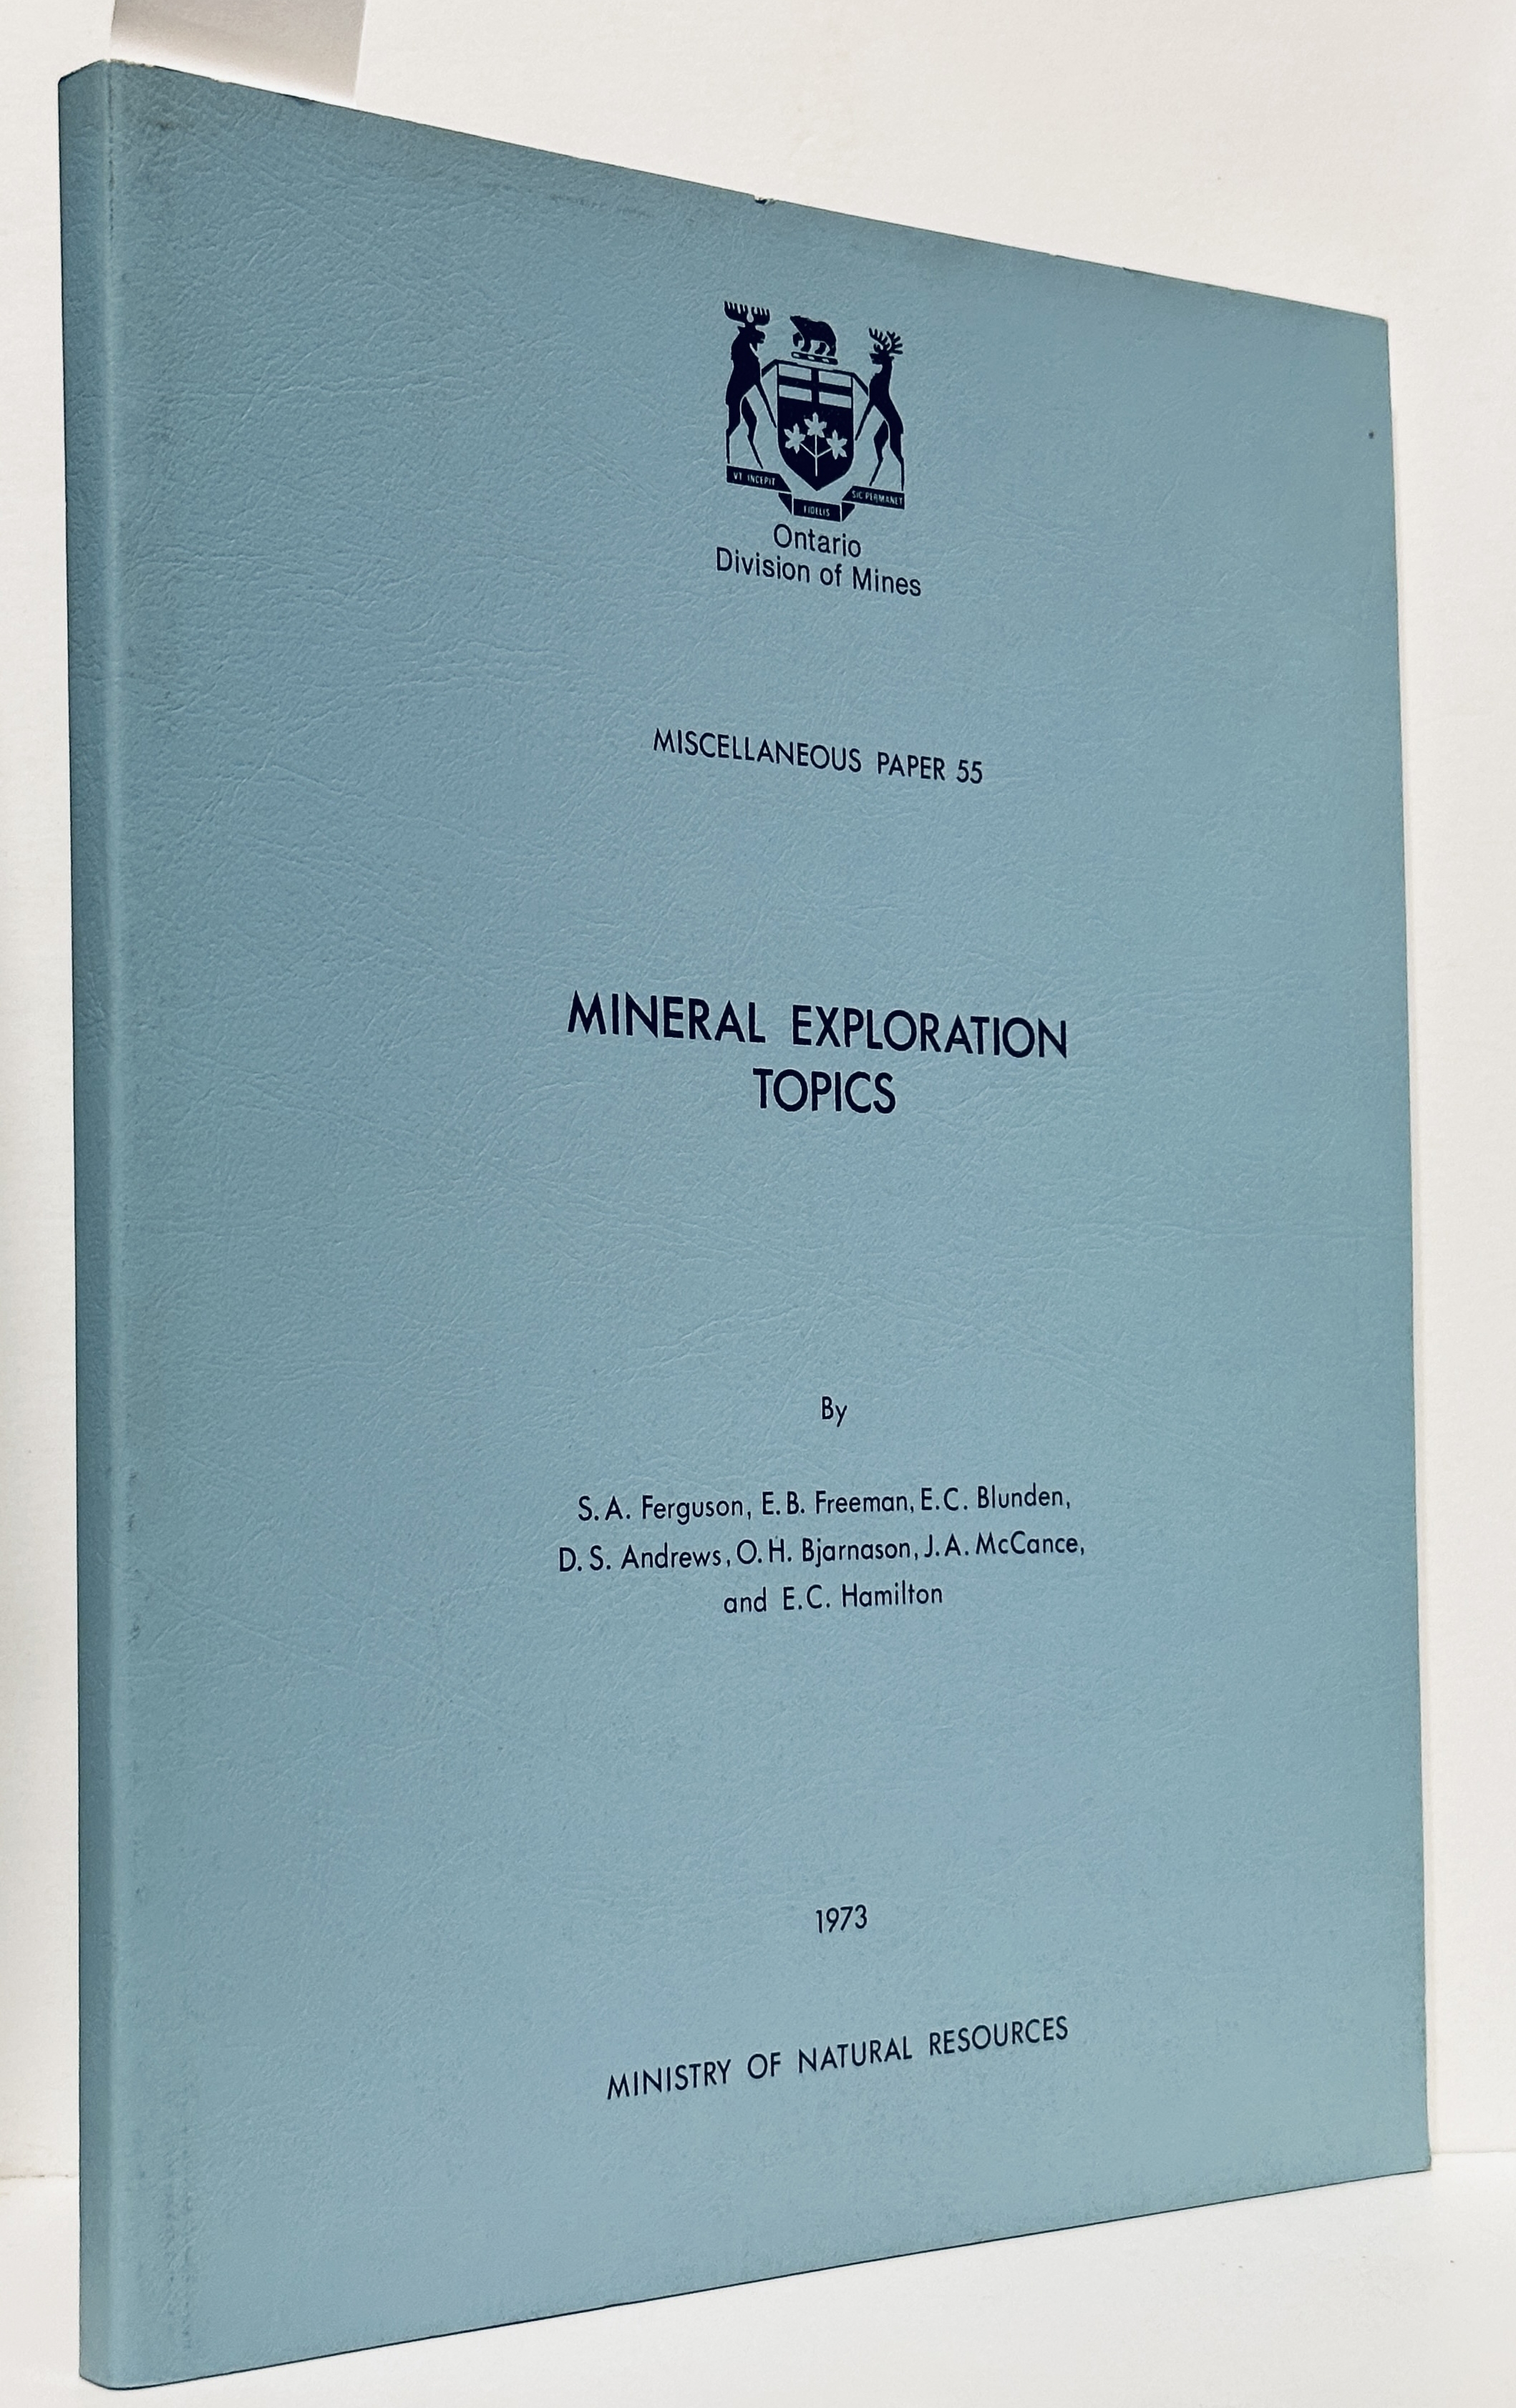 VT INCEPIT
FIDELIS
SIC PERMANET
Ontario
Division of Mines
MISCELLANEOUS PAPER 55
MINERAL EXPLORATION
TOPICS
By
S. A. Ferguson, E. B. Freeman, E. C. Blunden,
D. S. Andrews, O. H. Bjarnason, J. A. McCance,
and E. C. Hamilton
1973
MINISTRY OF NATURAL RESOURCES